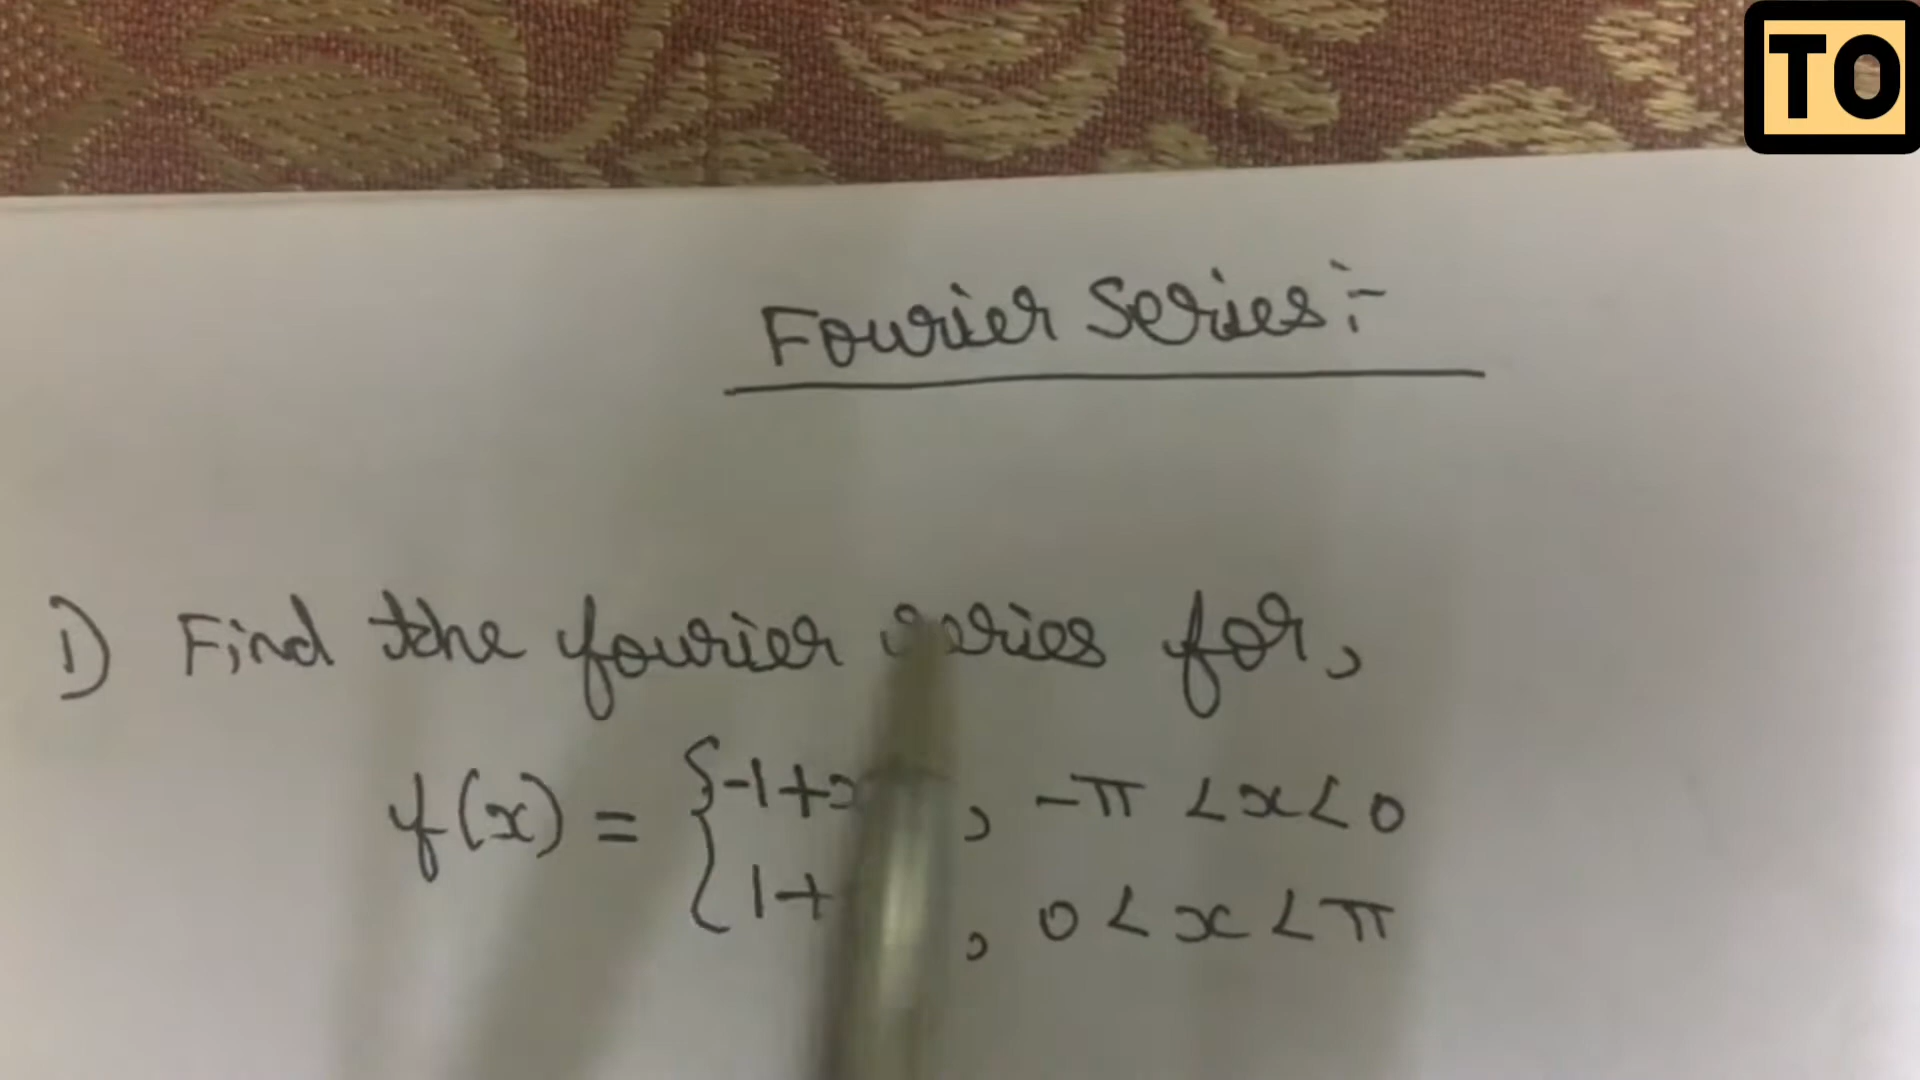 TO
Fourier Series:-
1) Find the fourier series for,
f(x) = { -1+x , -π < x < 0
1+ , 0 < x < π